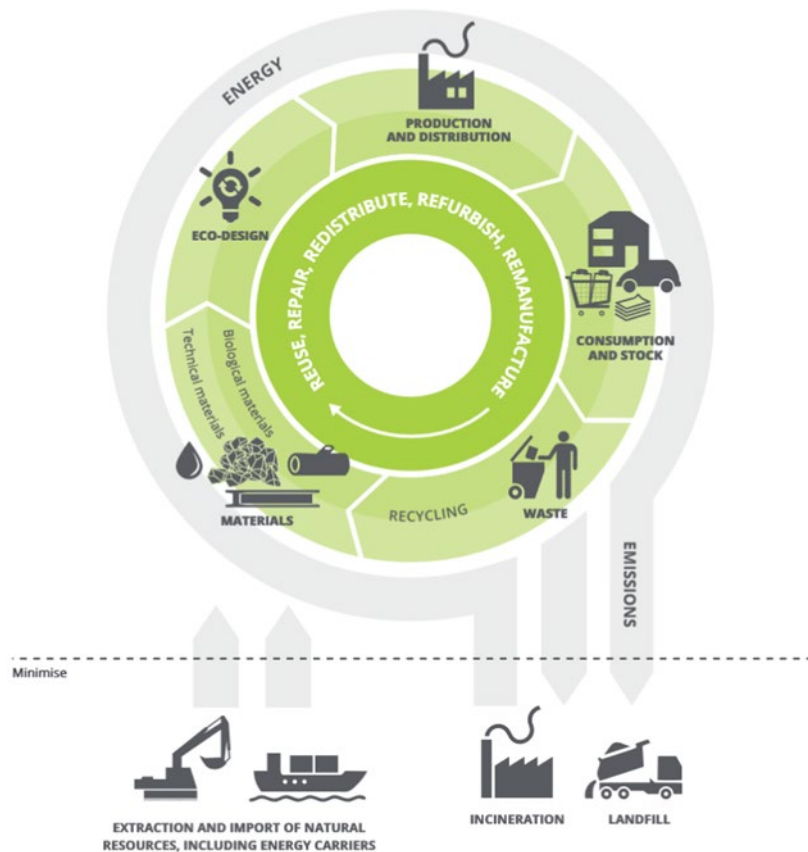 ENERGY
PRODUCTION
AND DISTRIBUTION
ECO-DESIGN
REUSE, REPAIR, REDISTRIBUTE, REFURBISH, REMANUFACTURE
CONSUMPTION
AND STOCK
Technical materials
Biological materials
MATERIALS
RECYCLING
WASTE
EMISSIONS
Minimise
EXTRACTION AND IMPORT OF NATURAL
RESOURCES, INCLUDING ENERGY CARRIERS
INCINERATION
LANDFILL